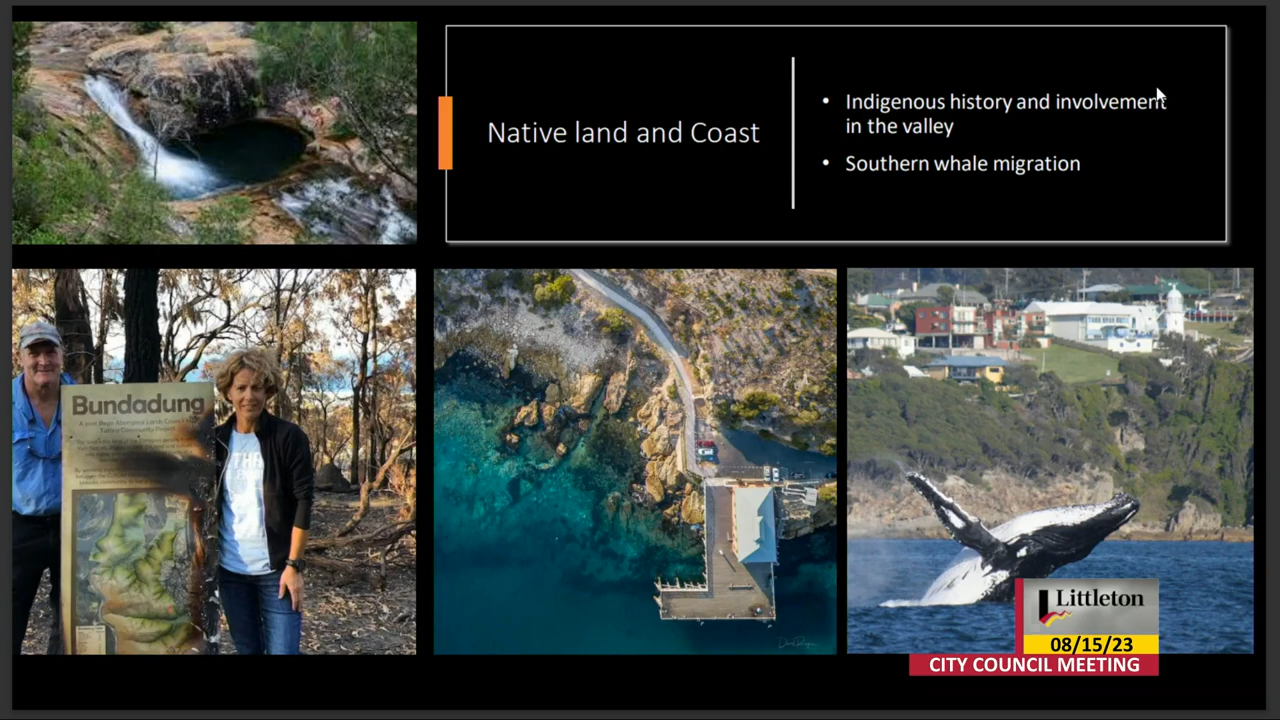 Native land and Coast
• Indigenous history and involvement
in the valley
• Southern whale migration
Bundadung
Littleton
08/15/23
CITY COUNCIL MEETING